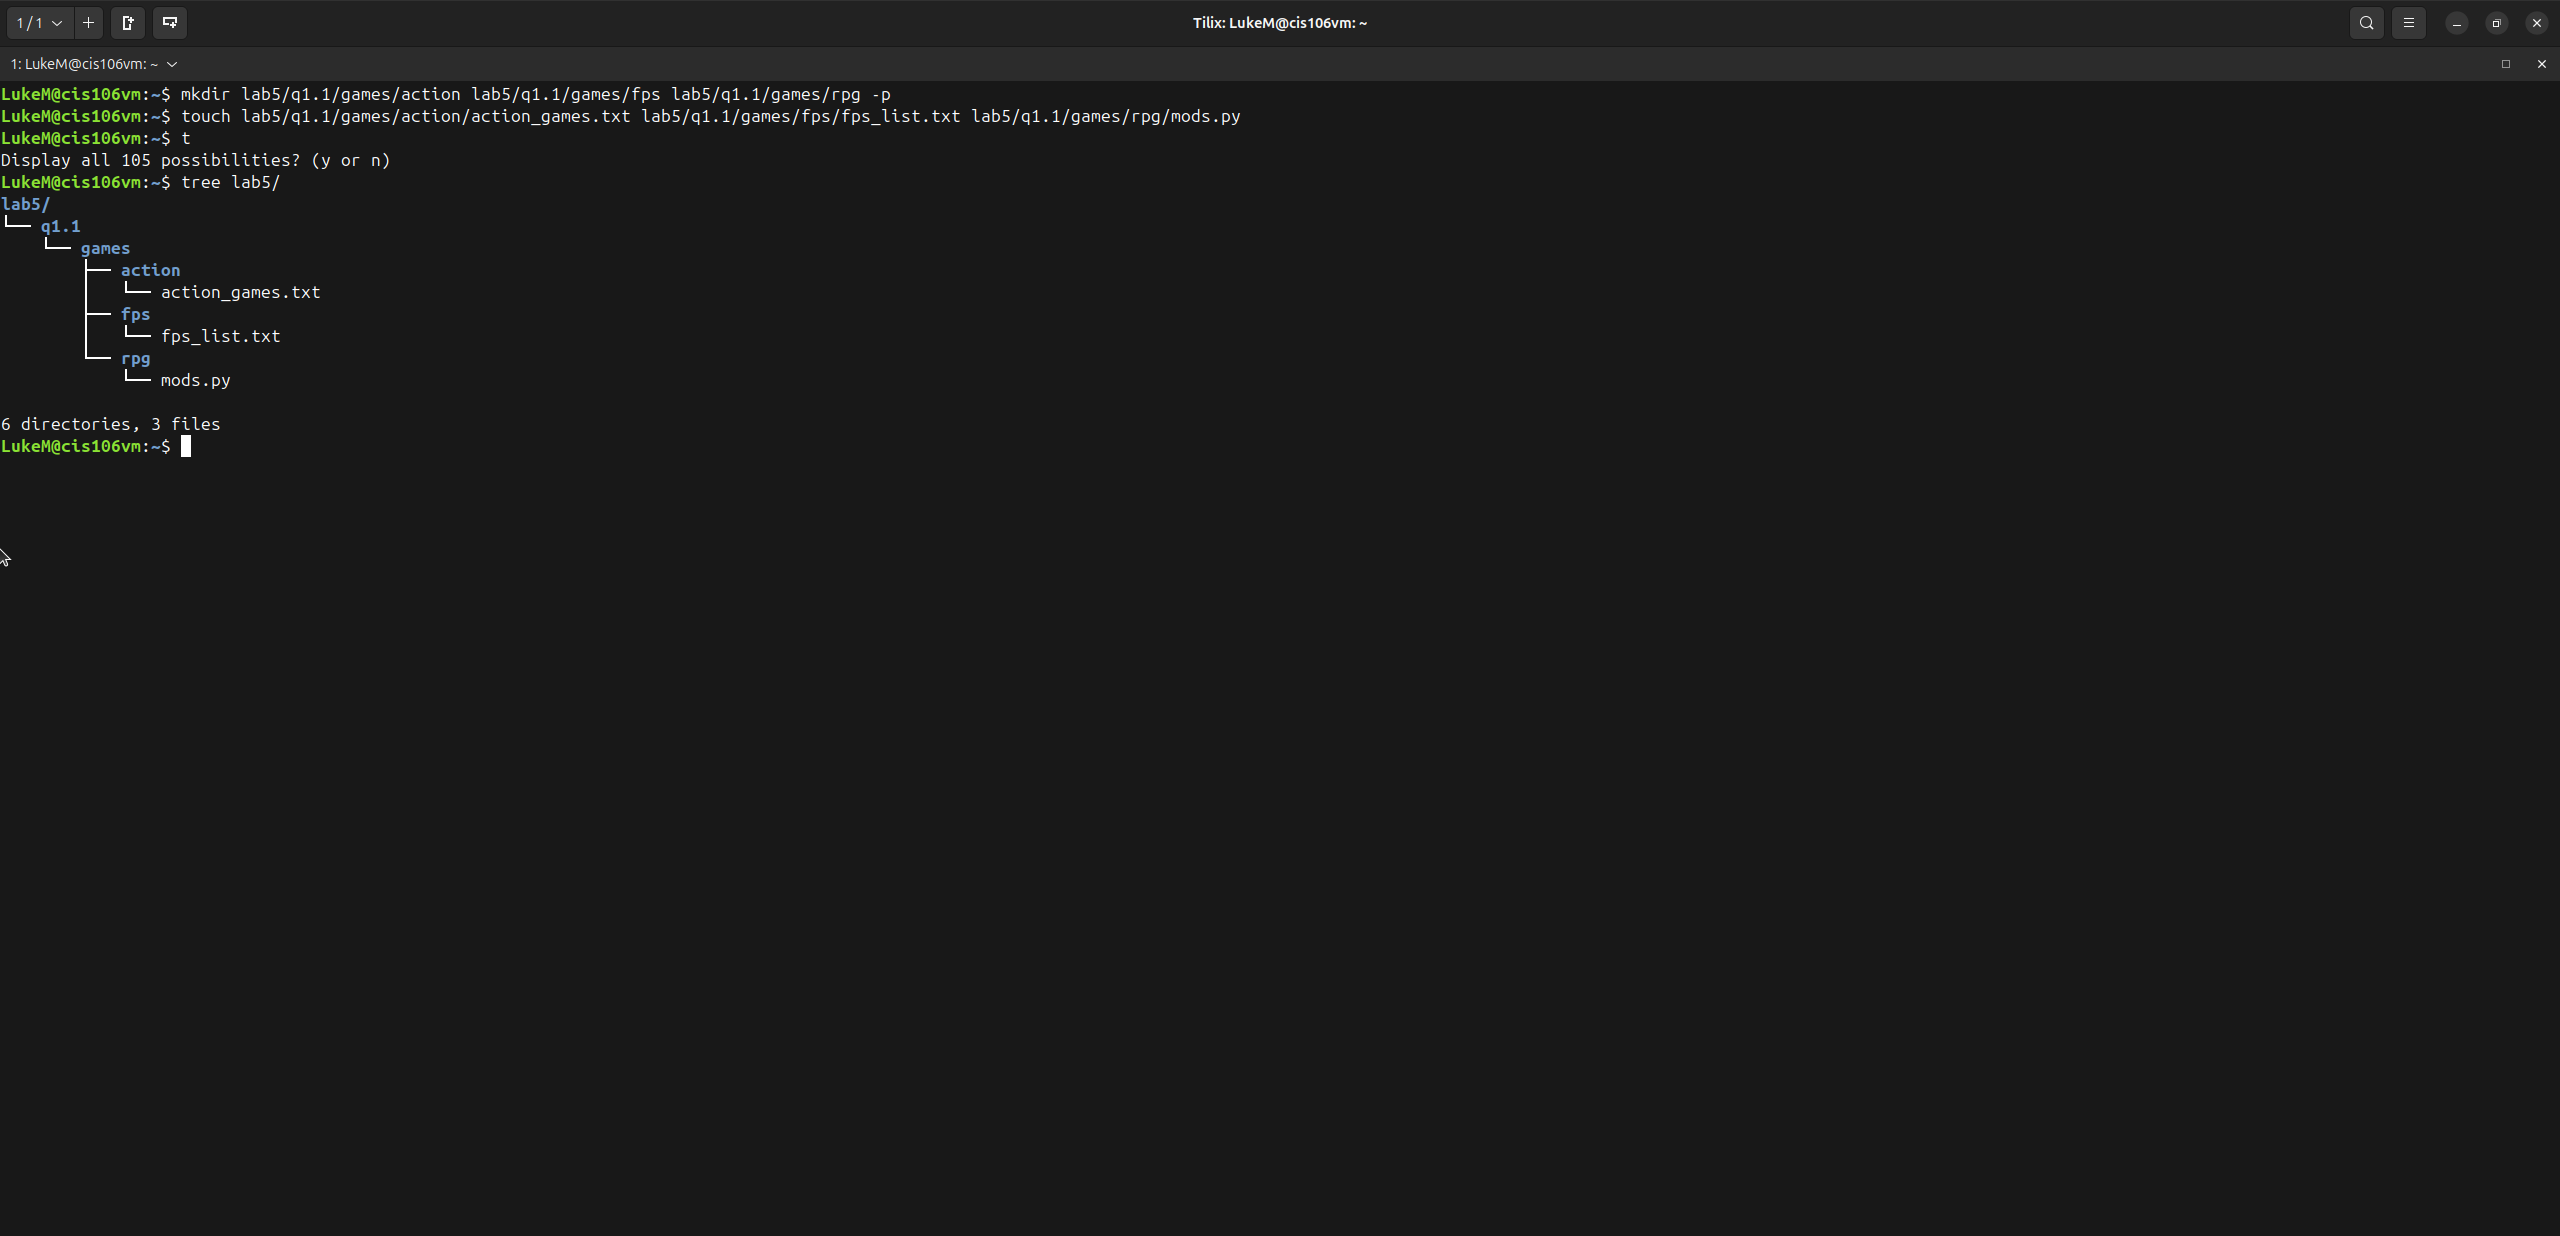 1 / 1
Tilix: LukeM@cis106vm: ~
1: LukeM@cis106vm: ~
LukeM@cis106vm:~$ mkdir lab5/q1.1/games/action lab5/q1.1/games/fps lab5/q1.1/games/rpg -p
LukeM@cis106vm:~$ touch lab5/q1.1/games/action/action_games.txt lab5/q1.1/games/fps/fps_list.txt lab5/q1.1/games/rpg/mods.py
LukeM@cis106vm:~$ t
Display all 105 possibilities? (y or n)
LukeM@cis106vm:~$ tree lab5/
lab5/
└── q1.1
    └── games
        ├── action
        │   └── action_games.txt
        ├── fps
        │   └── fps_list.txt
        └── rpg
            └── mods.py
6 directories, 3 files
LukeM@cis106vm:~$